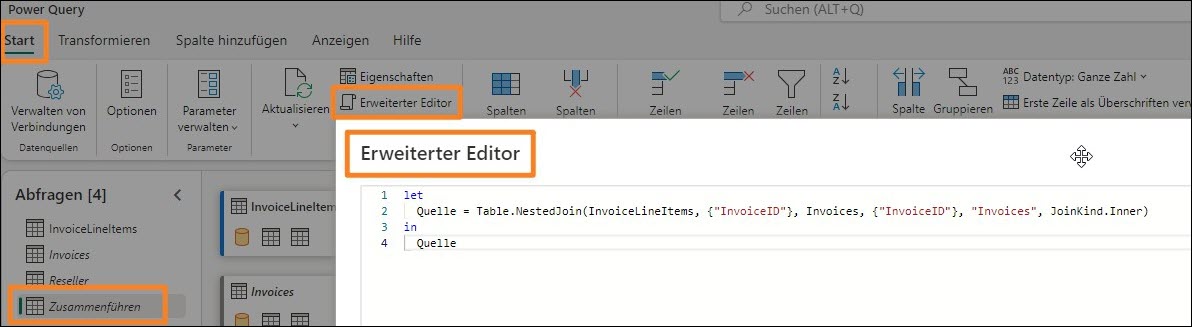 Power Query
Suchen (ALT+Q)
Start Transformieren Spalte hinzufügen Anzeigen Hilfe
Verwalten von
Verbindungen
Datenquellen
Optionen
Optionen
Parameter
verwalten
Parameter
Aktualisieren
Eigenschaften
Erweiterter Editor
Spalten
Spalten
Zeilen
Zeilen
Zeilen
A
Z
Z
A
Spalte
Gruppieren
ABC
123
Datentyp: Ganze Zahl
Erste Zeile als Überschriften ver
Abfragen [4]
InvoiceLineItems
Invoices
Reseller
Zusammenführen
InvoiceLineItems
Invoices
Erweiterter Editor
1 let
2 Quelle = Table.NestedJoin(InvoiceLineItems, {"InvoiceID"}, Invoices, {"InvoiceID"}, "Invoices", JoinKind.Inner)
3 in
4 Quelle